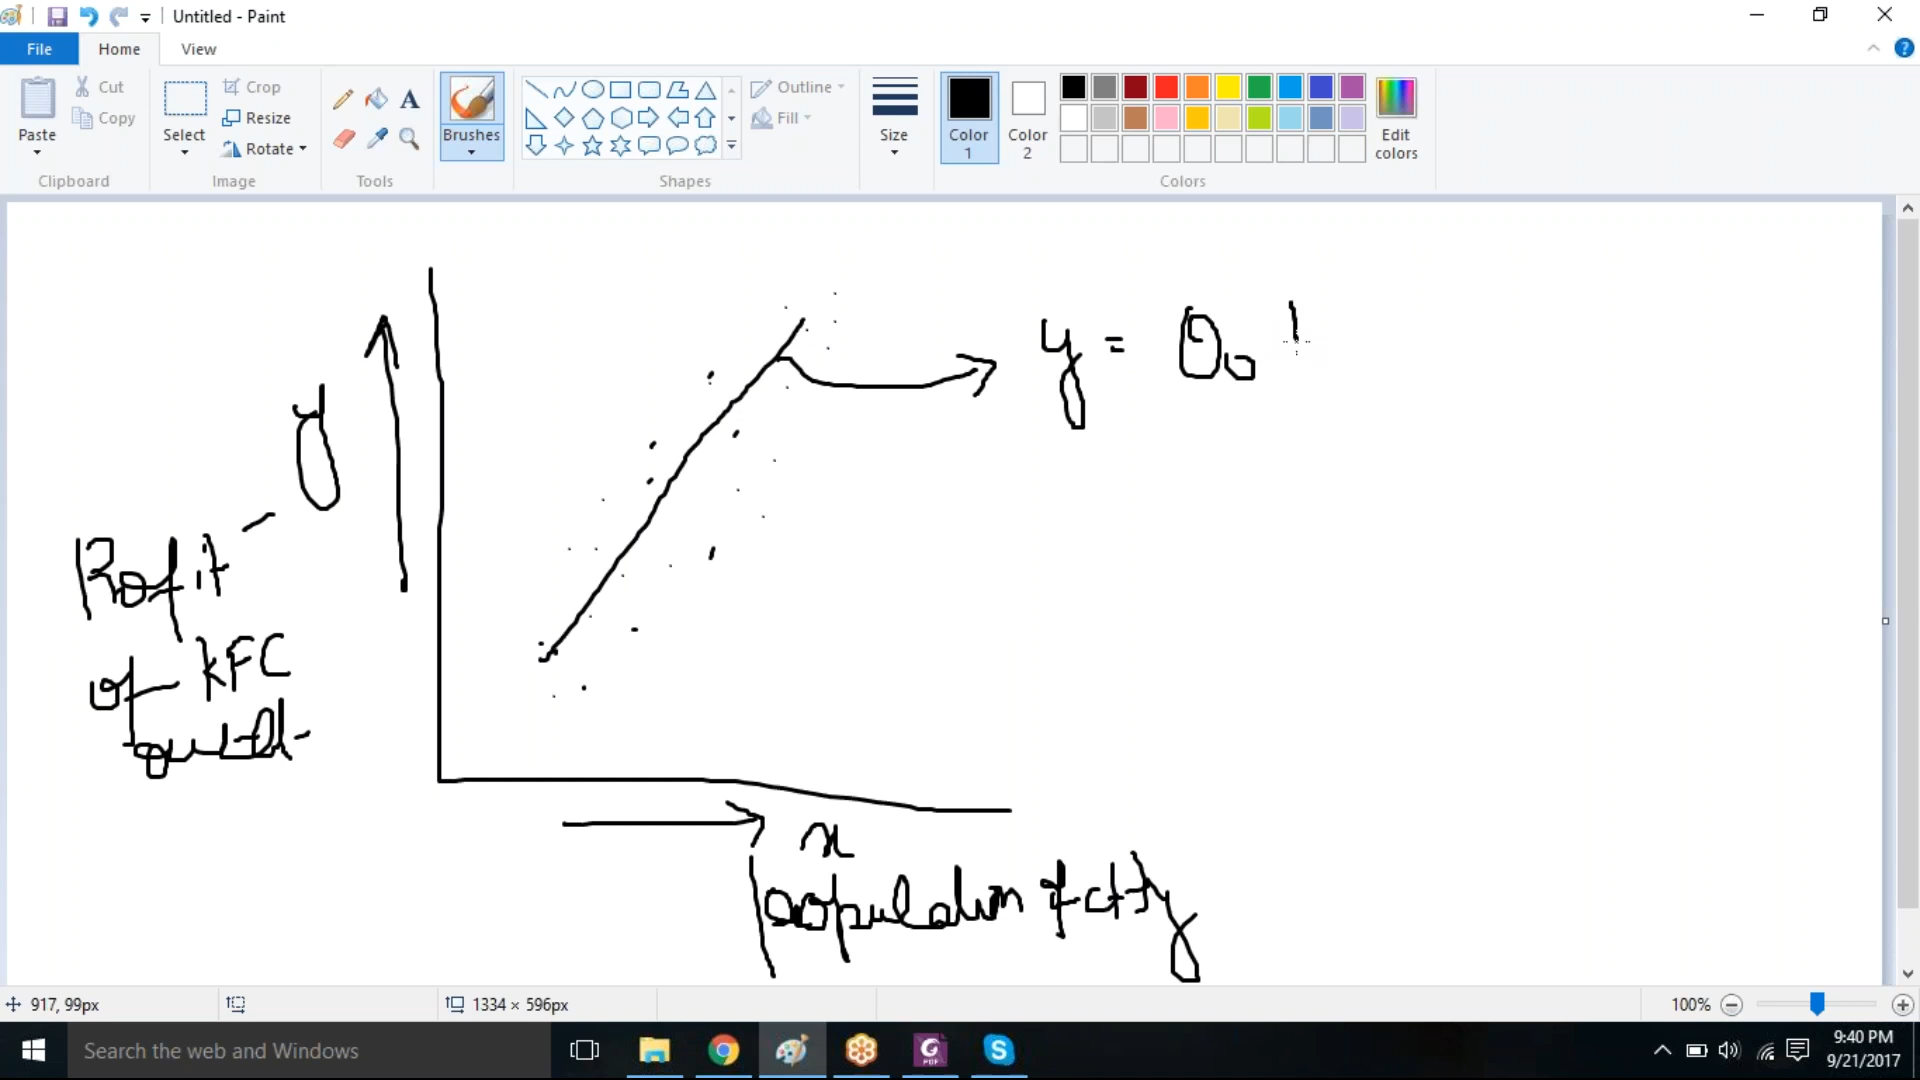 Untitled - Paint
File Home View
Paste Cut Copy Select Crop Resize Rotate Brushes Outline Fill Size Color 1 Color 2 Edit colors
Clipboard Image Tools Shapes Colors
y = θ₀
y
Profit -
of KFC
x
population of city
917, 99px 1334 × 596px 100%
Search the web and Windows
9:40 PM
9/21/2017